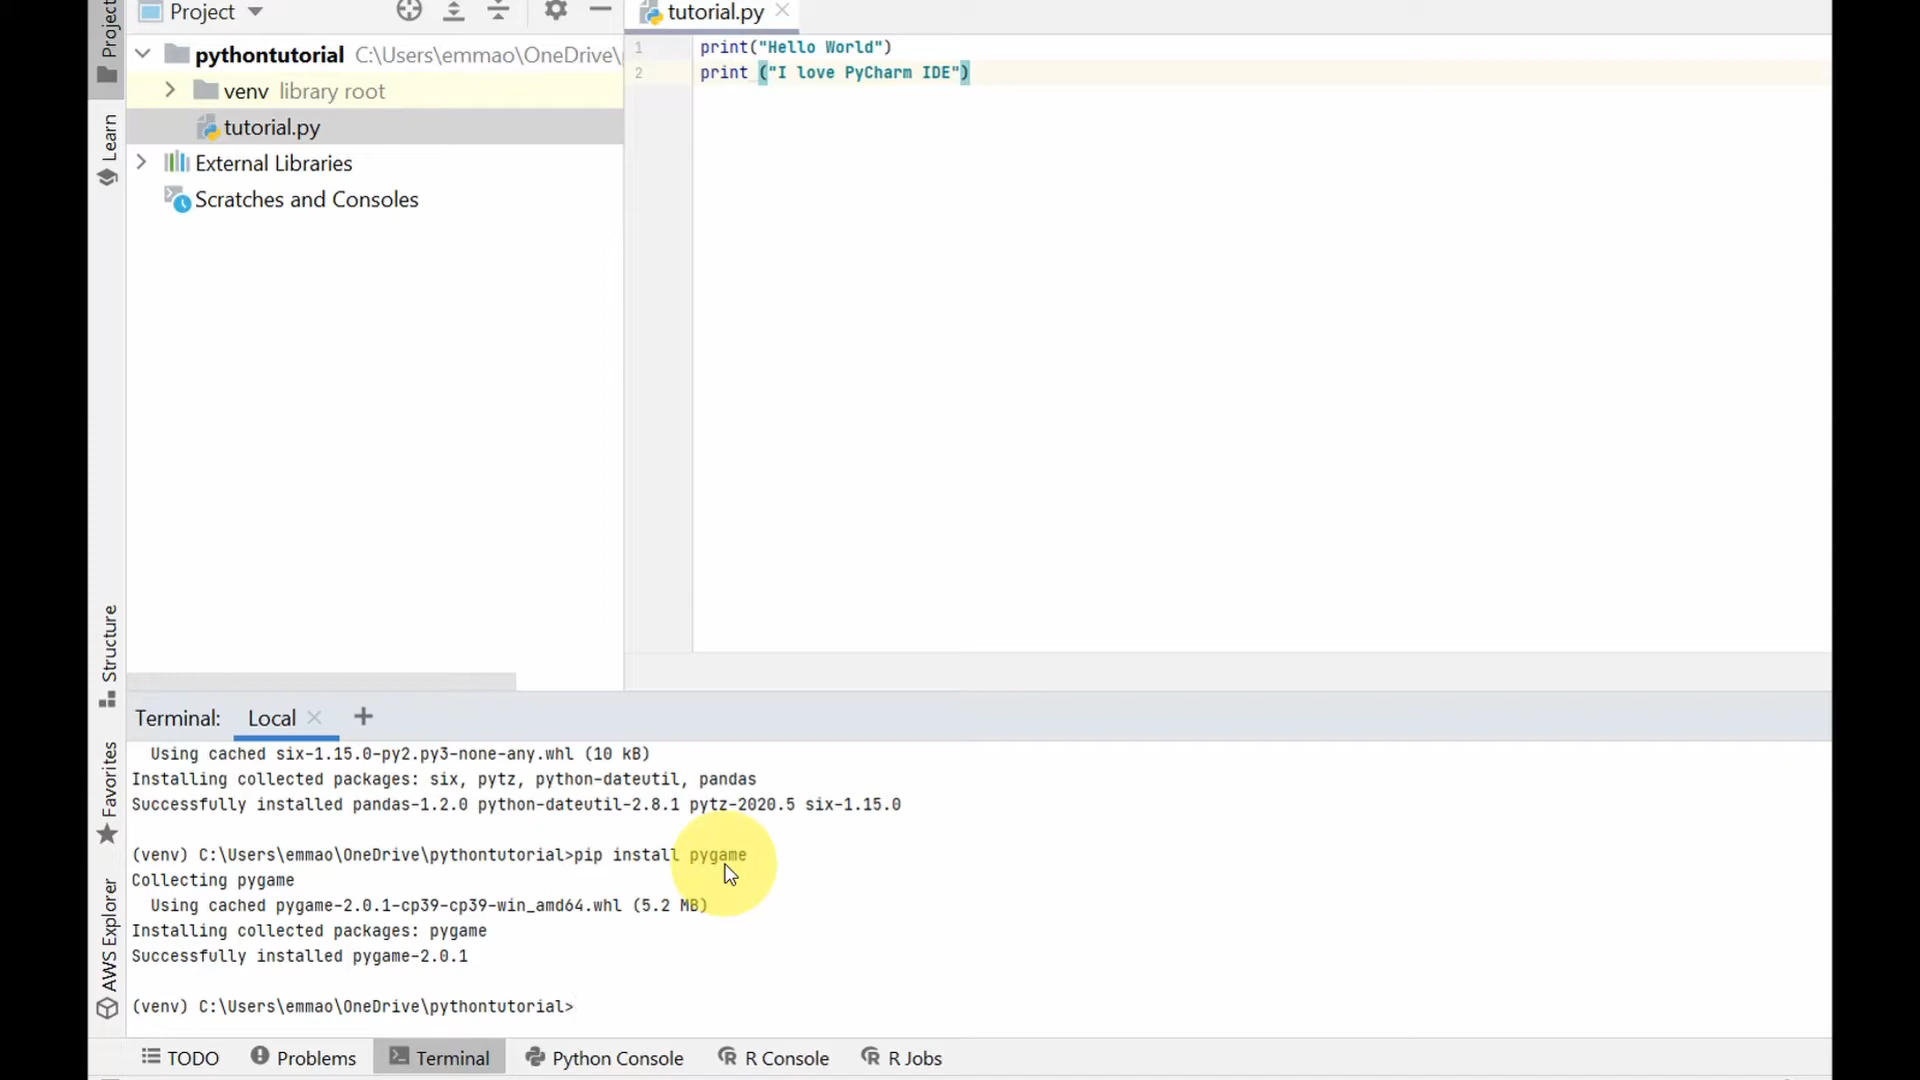 Project
tutorial.py
Project
pythontutorial C:\Users\emmao\OneDrive\
venv library root
tutorial.py
External Libraries
Scratches and Consoles
1 print("Hello World")
2 print ("I love PyCharm IDE")
Learn
Structure
Favorites
AWS Explorer
Terminal: Local
Using cached six-1.15.0-py2.py3-none-any.whl (10 kB)
Installing collected packages: six, pytz, python-dateutil, pandas
Successfully installed pandas-1.2.0 python-dateutil-2.8.1 pytz-2020.5 six-1.15.0
(venv) C:\Users\emmao\OneDrive\pythontutorial>pip install pygame
Collecting pygame
Using cached pygame-2.0.1-cp39-cp39-win_amd64.whl (5.2 MB)
Installing collected packages: pygame
Successfully installed pygame-2.0.1
(venv) C:\Users\emmao\OneDrive\pythontutorial>
TODO Problems Terminal Python Console R Console R Jobs